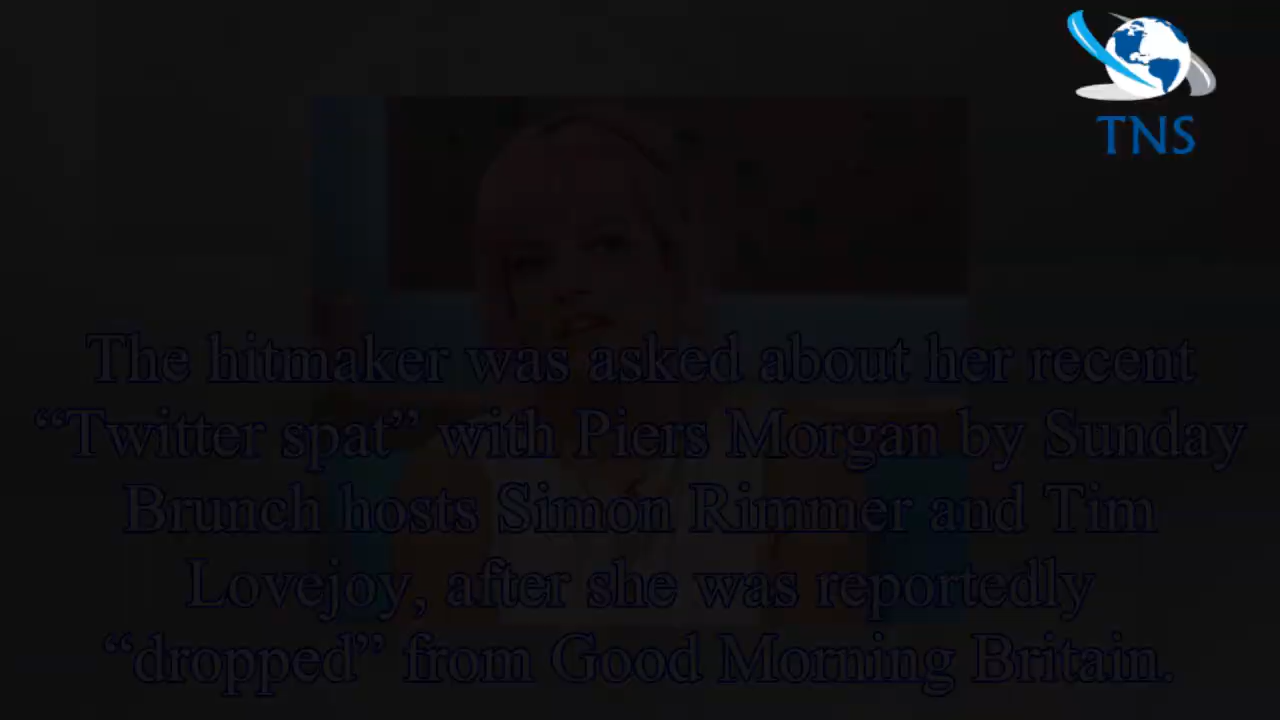 TNS
The hitmaker was asked about her recent
“Twitter spat” with Piers Morgan by Sunday
Brunch hosts Simon Rimmer and Tim
Lovejoy, after she was reportedly
“dropped” from Good Morning Britain.